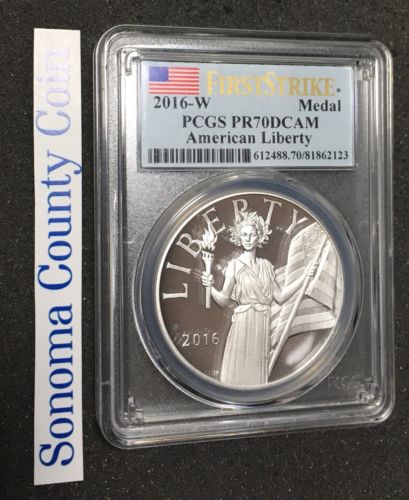 Sonoma County Coin
FIRSTSTRIKE®
2016-W Medal
PCGS PR70DCAM
American Liberty
612488.70/81862123
LIBERTY
2016